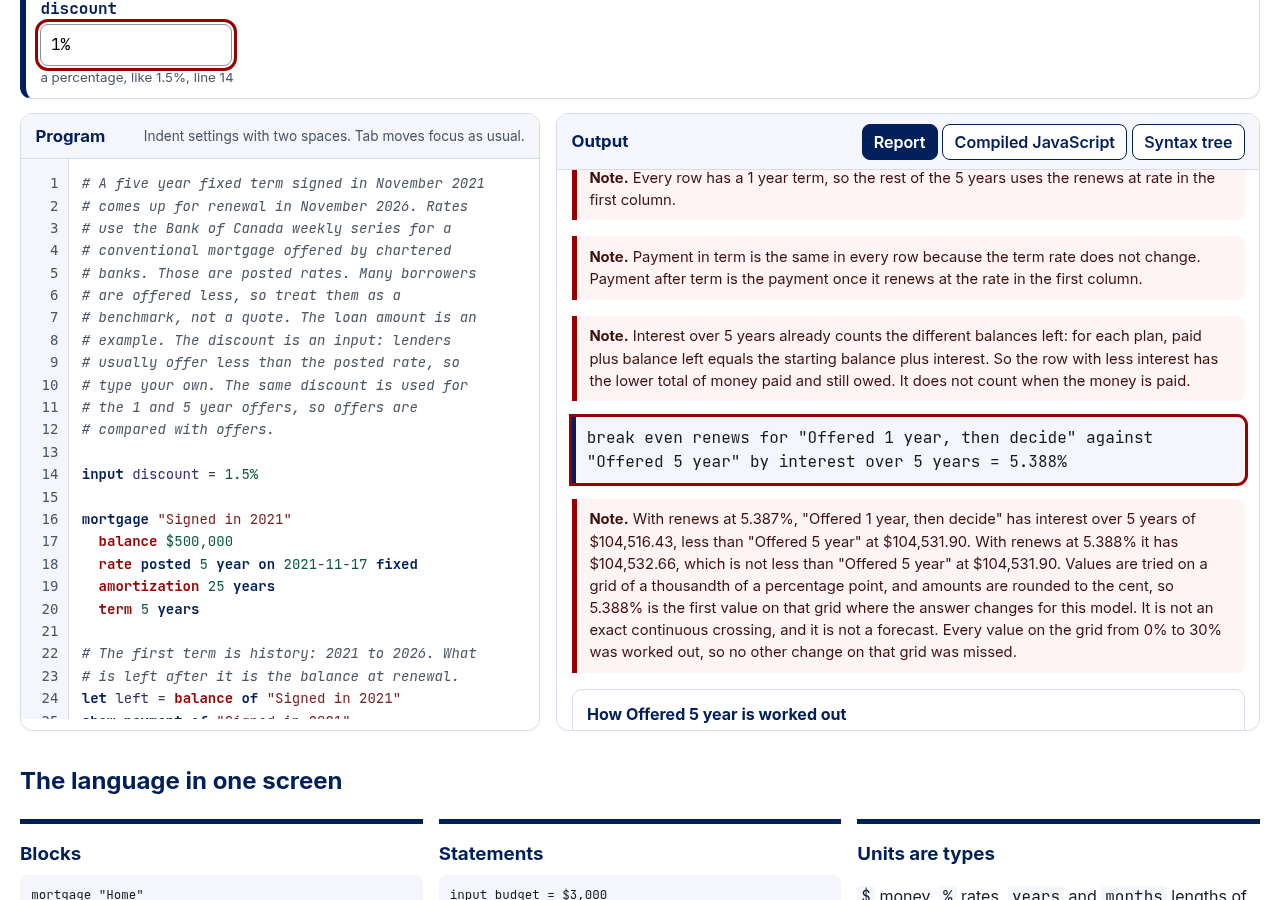 discount
1%
a percentage, like 1.5%, line 14
Program
Indent settings with two spaces. Tab moves focus as usual.
1 # A five year fixed term signed in November 2021
2 # comes up for renewal in November 2026. Rates
3 # use the Bank of Canada weekly series for a
4 # conventional mortgage offered by chartered
5 # banks. Those are posted rates. Many borrowers
6 # are offered less, so treat them as a
7 # benchmark, not a quote. The loan amount is an
8 # example. The discount is an input: lenders
9 # usually offer less than the posted rate, so
10 # type your own. The same discount is used for
11 # the 1 and 5 year offers, so offers are
12 # compared with offers.
13
14 input discount = 1.5%
15
16 mortgage "Signed in 2021"
17 balance $500,000
18 rate posted 5 year on 2021-11-17 fixed
19 amortization 25 years
20 term 5 years
21
22 # The first term is history: 2021 to 2026. What
23 # is left after it is the balance at renewal.
24 let left = balance of "Signed in 2021"
25 show payment of "Signed in 2021"
Output
Report
Compiled JavaScript
Syntax tree
Note. Every row has a 1 year term, so the rest of the 5 years uses the renews at rate in the
first column.
Note. Payment in term is the same in every row because the term rate does not change.
Payment after term is the payment once it renews at the rate in the first column.
Note. Interest over 5 years already counts the different balances left: for each plan, paid
plus balance left equals the starting balance plus interest. So the row with less interest has
the lower total of money paid and still owed. It does not count when the money is paid.
break even renews for "Offered 1 year, then decide" against
"Offered 5 year" by interest over 5 years = 5.388%
Note. With renews at 5.387%, "Offered 1 year, then decide" has interest over 5 years of
$104,516.43, less than "Offered 5 year" at $104,531.90. With renews at 5.388% it has
$104,532.66, which is not less than "Offered 5 year" at $104,531.90. Values are tried on a
grid of a thousandth of a percentage point, and amounts are rounded to the cent, so
5.388% is the first value on that grid where the answer changes for this model. It is not an
exact continuous crossing, and it is not a forecast. Every value on the grid from 0% to 30%
was worked out, so no other change on that grid was missed.
How Offered 5 year is worked out
The language in one screen
Blocks
mortgage "Home"
Statements
input budget = $3,000
Units are types
$ money, % rates, years and months lengths of